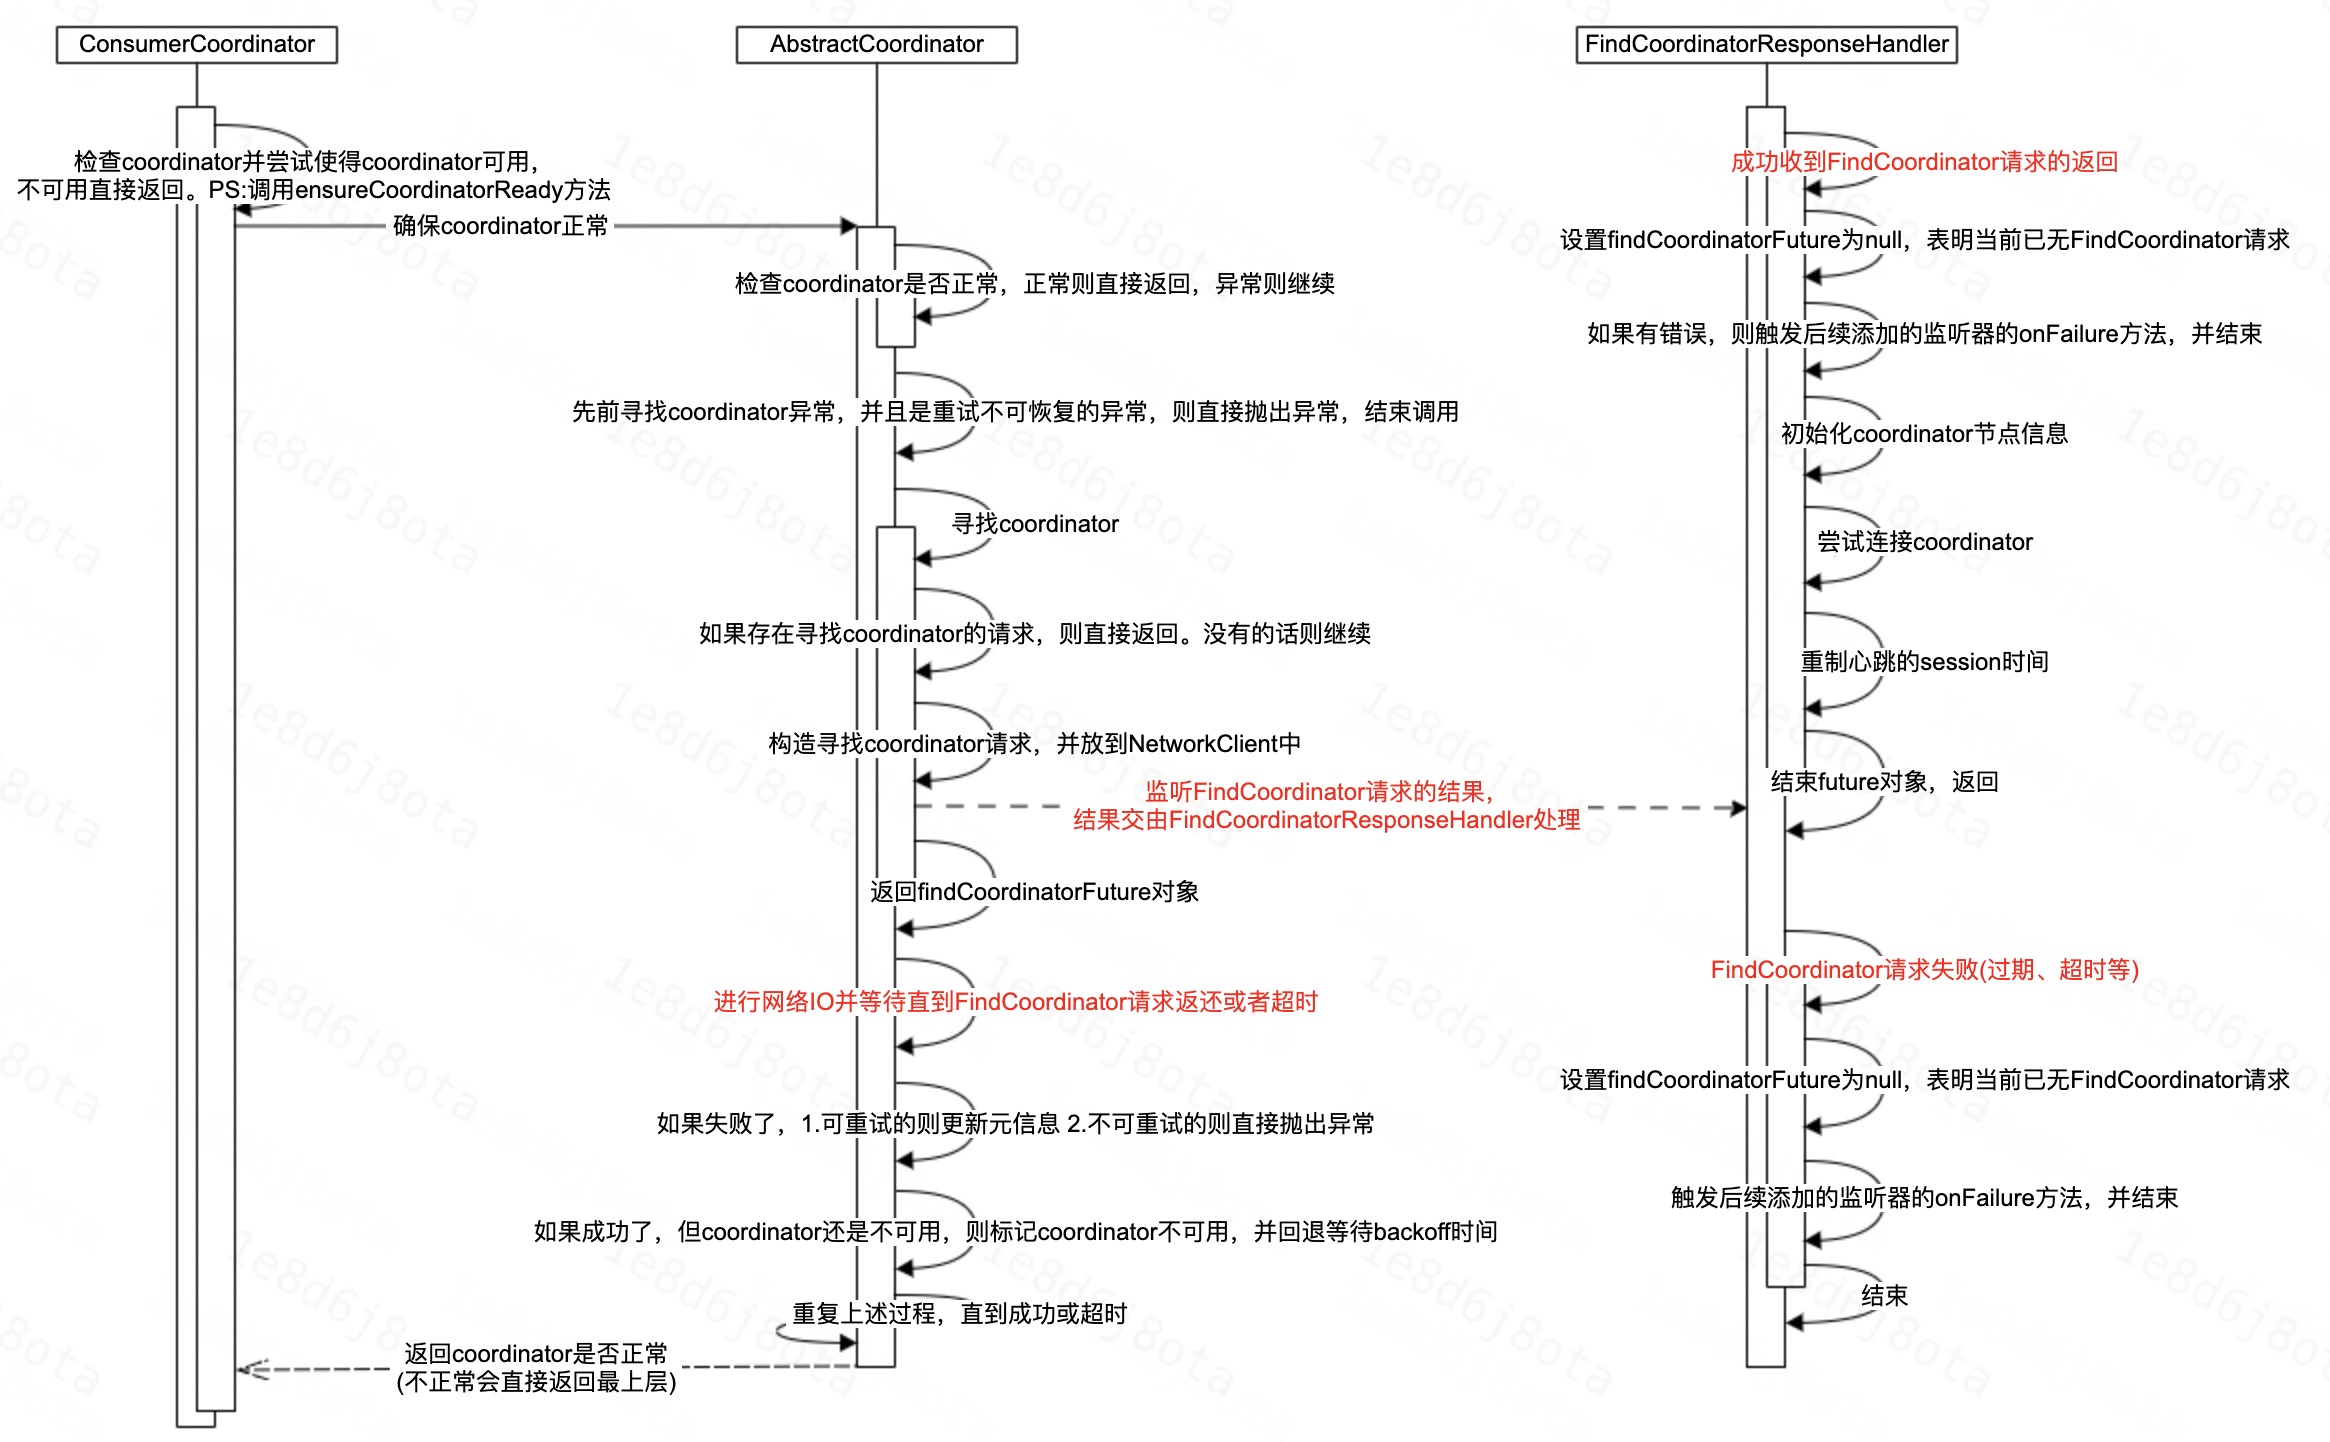 ConsumerCoordinator
AbstractCoordinator
FindCoordinatorResponseHandler
检查coordinator并尝试使得coordinator可用，
不可用直接返回。PS:调用ensureCoordinatorReady方法
确保coordinator正常
检查coordinator是否正常，正常则直接返回，异常则继续
先前寻找coordinator异常，并且是重试不可恢复的异常，则直接抛出异常，结束调用
寻找coordinator
如果存在寻找coordinator的请求，则直接返回。没有的话则继续
构造寻找coordinator请求，并放到NetworkClient中
监听FindCoordinator请求的结果，
结果交由FindCoordinatorResponseHandler处理
返回findCoordinatorFuture对象
进行网络IO并等待直到FindCoordinator请求返还或者超时
如果失败了，1.可重试的则更新元信息 2.不可重试的则直接抛出异常
如果成功了，但coordinator还是不可用，则标记coordinator不可用，并回退等待backoff时间
重复上述过程，直到成功或超时
返回coordinator是否正常
(不正常会直接返回最上层)
成功收到FindCoordinator请求的返回
设置findCoordinatorFuture为null，表明当前已无FindCoordinator请求
如果有错误，则触发后续添加的监听器的onFailure方法，并结束
初始化coordinator节点信息
尝试连接coordinator
重制心跳的session时间
结束future对象，返回
FindCoordinator请求失败(过期、超时等)
设置findCoordinatorFuture为null，表明当前已无FindCoordinator请求
触发后续添加的监听器的onFailure方法，并结束
结束
1e8d6j8ota